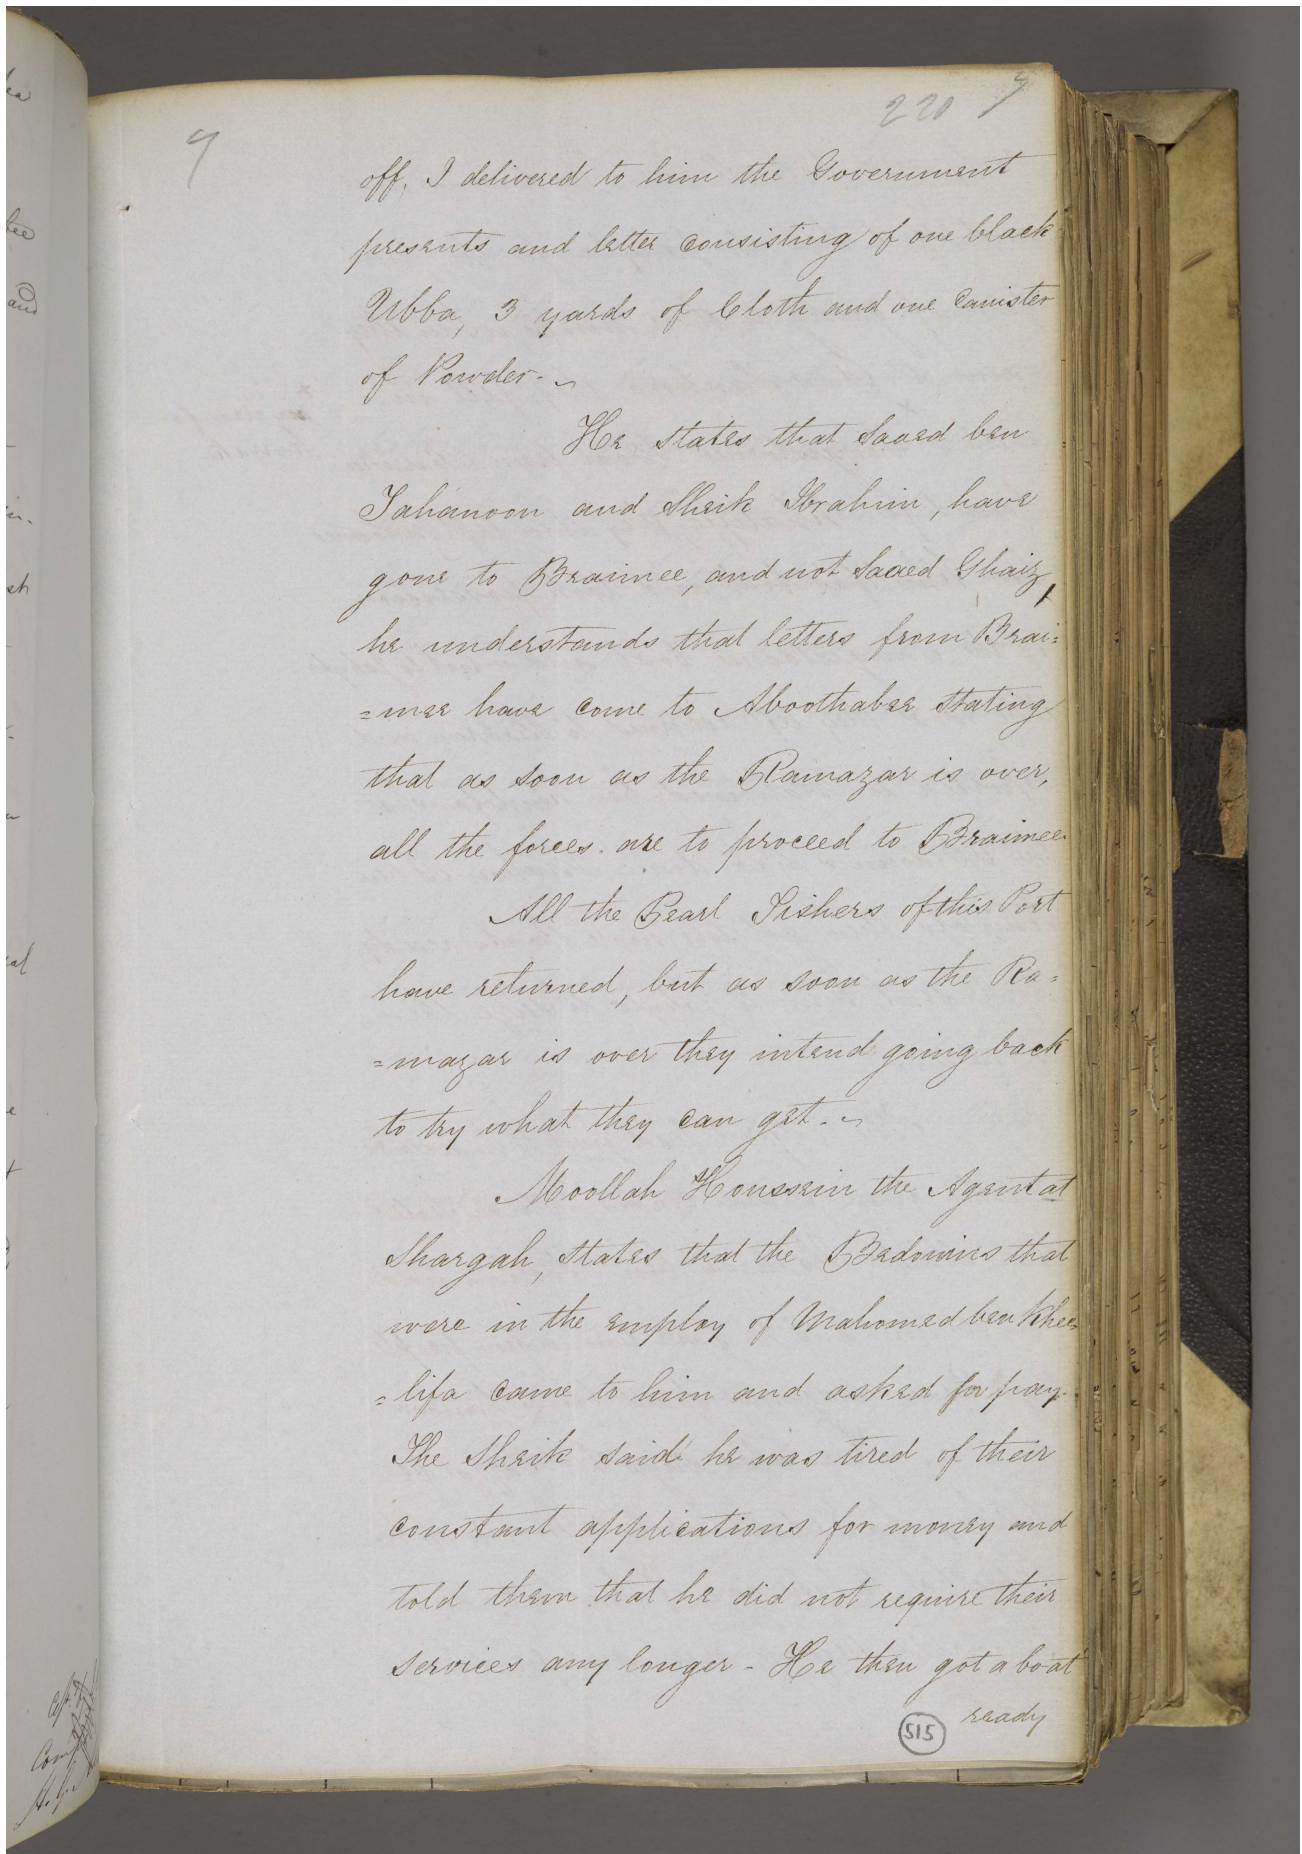 220 9
9
off, I delivered to him the Government
presents and letter consisting of one black
Ubba, 3 yards of Cloth and one Canister
of Powder.
He states that Saaed ben
Tahanoon and Sheik Ibrahim, have
gone to Braimee, and not Saaed Ghaiz,
he understands that letters from Brai=
=mee have come to Aboothabee stating
that as soon as the Ramazar is over,
all the forces are to proceed to Braimee
All the Pearl Fishers of this Port
have returned, but as soon as the Ra=
=mazar is over they intend going back
to try what they can get.
Moollah Houssein the Agent at
Shargah, states that the Bedouins that
were in the employ of Mahomed ben Khee=
=lifa came to him and asked for pay.
The Sheik said he was tired of their
constant applications for money and
told them that he did not require their
services any longer - He then got a boat
ready
515